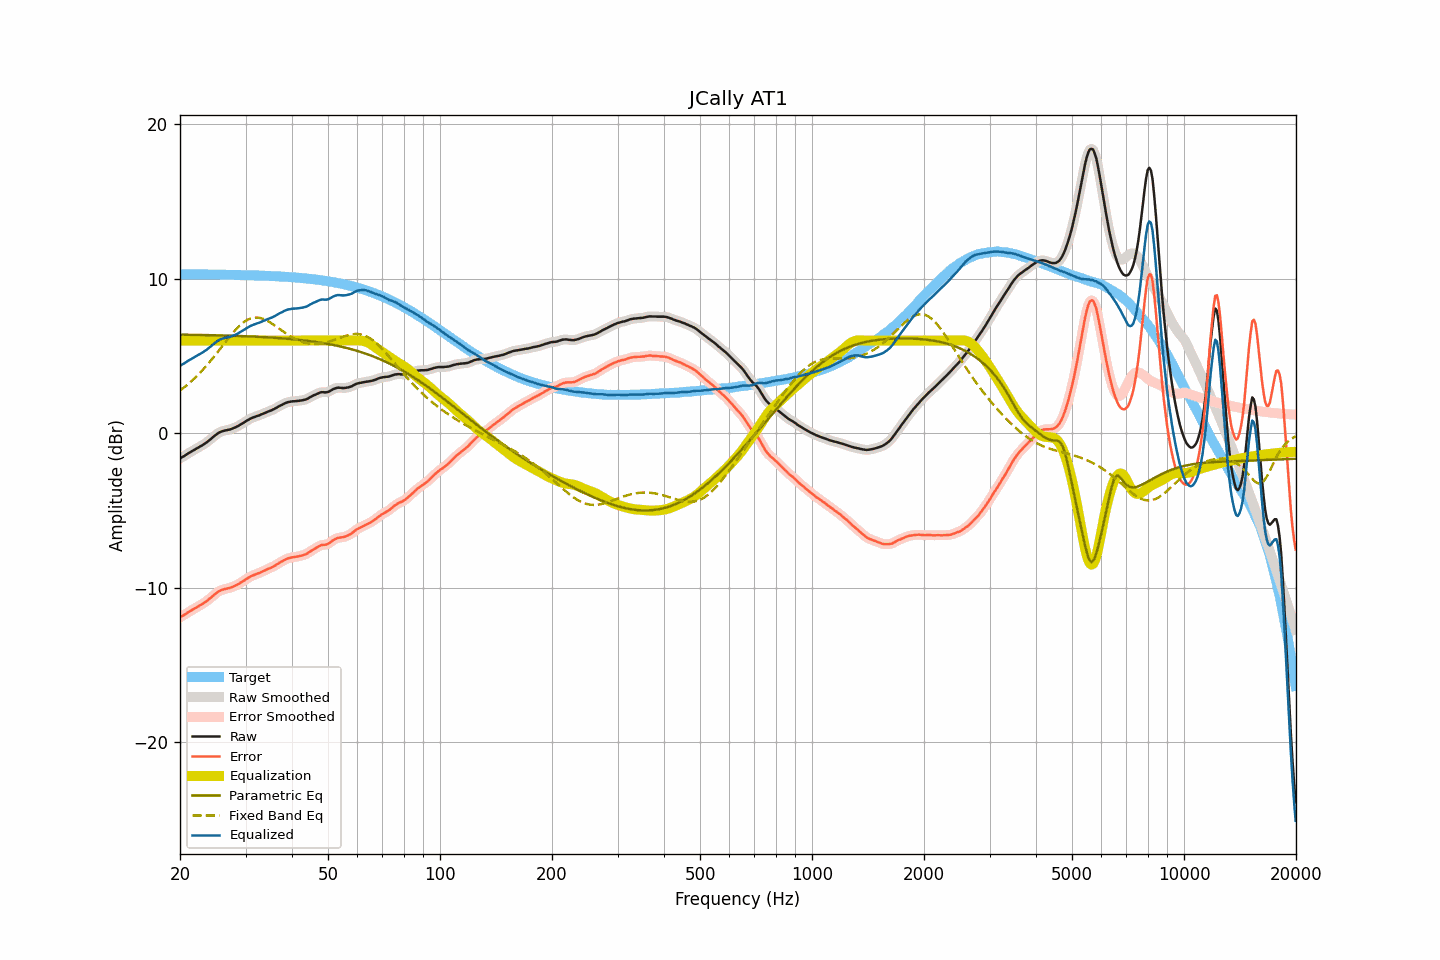 JCally AT1
20
10
0
−10
−20
Amplitude (dBr)
Target
Raw Smoothed
Error Smoothed
Raw
Error
Equalization
Parametric Eq
Fixed Band Eq
Equalized
20 50 100 200 500 1000 2000 5000 10000 20000
Frequency (Hz)